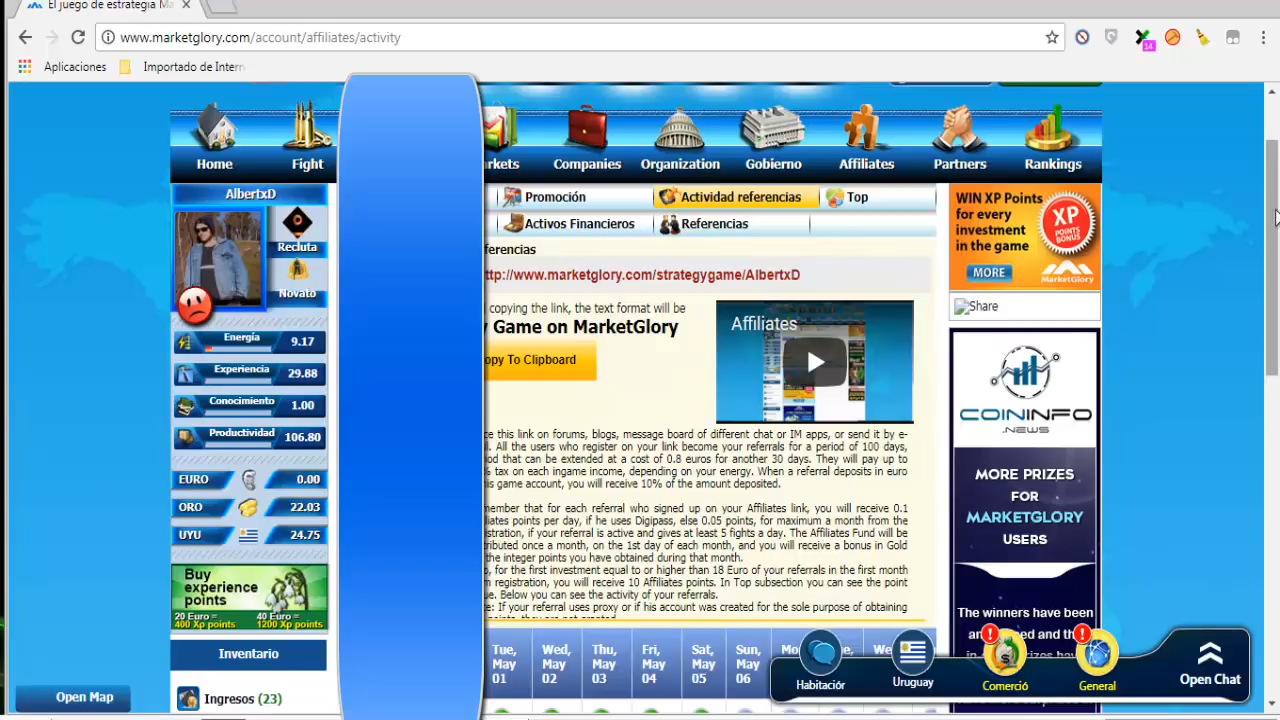 El juego de estrategia Ma
www.marketglory.com/account/affiliates/activity
14
Aplicaciones
Importado de Intern
Home
Fight
rkets
Companies
Organization
Gobierno
Affiliates
Partners
Rankings
AlbertxD
Recluta
Novato
Energía 9.17
Experiencia 29.88
Conocimiento 1.00
Productividad 106.80
EURO 0.00
ORO 22.03
UYU 24.75
Buy
experience
points
20 Euro = 40 Euro =
400 Xp points 1200 Xp points
Inventario
Ingresos (23)
Open Map
Promoción
Actividad referencias
Top
Activos Financieros
Referencias
ferencias
ttp://www.marketglory.com/strategygame/AlbertxD
copying the link, the text format will be
y Game on MarketGlory
opy To Clipboard
Affiliates
ce this link on forums, blogs, message board of different chat or IM apps, or send it by e-
l. All the users who register on your link become your referrals for a period of 100 days,
od that can be extended at a cost of 0.8 euros for another 30 days. They will pay up
% tax on each ingame income, depending on your energy. When a referral deposits in euro
his game account, you will receive 10% of the amount deposited.
member that for each referral who signed up on your Affiliates link, you will receive 0.1
liates points per day, if he uses Digipass, else 0.05 points, for maximum a month from the
istration, if your referral is active and gives at least 5 fights a day. The Affiliates Fund will be
tributed once a month, on the 1st day of each month, and you will receive a bonus in Gold
the integer points you have obtained during that month.
o, for the first investment equal to or higher than 18 Euro of your referrals in the first month
m registration, you will receive 10 Affiliates points. In Top subsection you can see the point
ue. Below you can see the activity of your referrals.
te: If your referral uses proxy or if his account was created for the sole purpose of obtaining
Tue, May 01
Wed, May 02
Thu, May 03
Fri, May 04
Sat, May 05
Sun, May 06
Mo
We
WIN XP Points
for every
investment
in the game
XP
POINTS
BONUS
MORE
MarketGlory
Share
COININFO
.NEWS
MORE PRIZES
FOR
MARKETGLORY
USERS
The winners have been
Habitaciór
Uruguay
Comerció
General
Open Chat